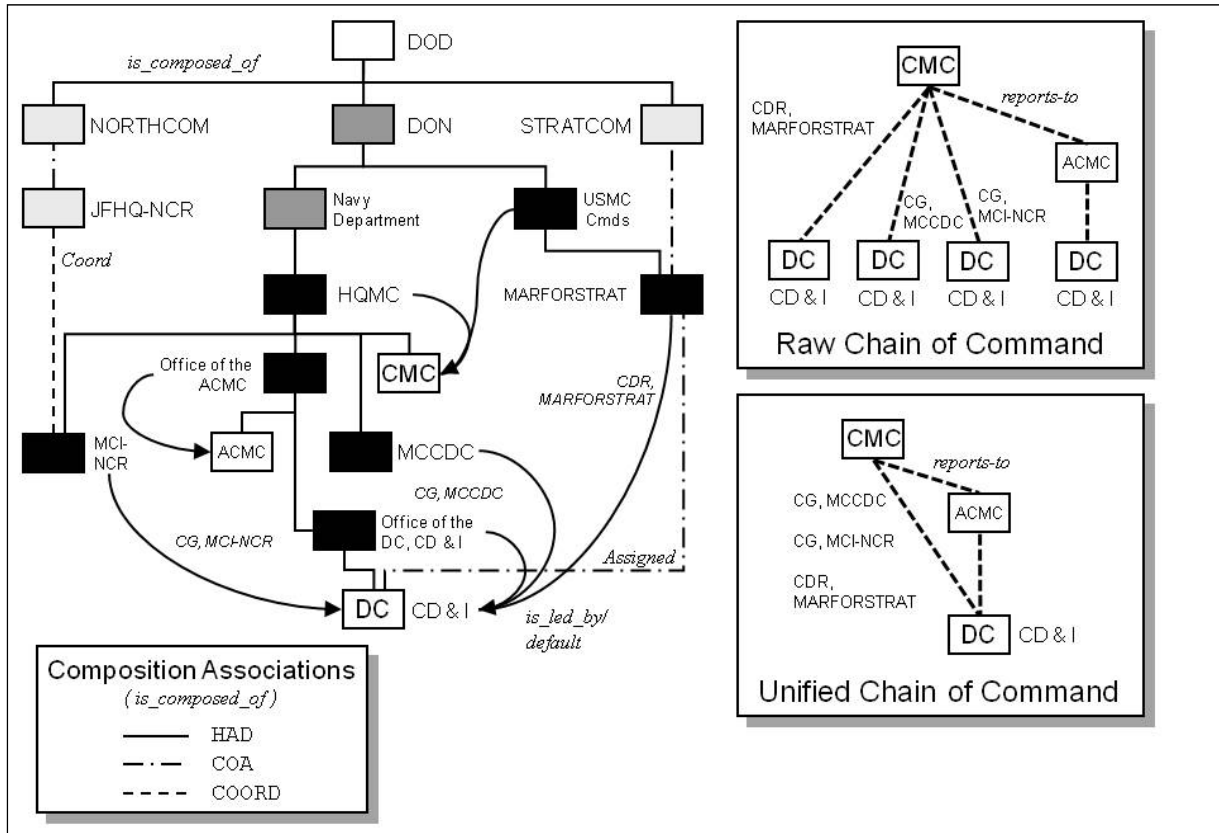 DOD
is_composed_of
NORTHCOM
DON
STRATCOM
JFHQ-NCR
Navy
Department
USMC
Cmds
Coord
HQMC
MARFORSTRAT
Office of the
ACMC
CMC
CDR,
MARFORSTRAT
MCI-
NCR
ACMC
MCCDC
CG, MCCDC
CG, MCI-NCR
Office of the
DC, CD & I
Assigned
DC
CD & I
is_led_by/
default
Composition Associations
( is_composed_of )
HAD
COA
COORD
CMC
reports-to
CDR,
MARFORSTRAT
ACMC
CG,
MCCDC
CG,
MCI-NCR
DC
DC
DC
DC
CD & I
CD & I
CD & I
CD & I
Raw Chain of Command
CMC
reports-to
CG, MCCDC
ACMC
CG, MCI-NCR
CDR,
MARFORSTRAT
DC
CD & I
Unified Chain of Command